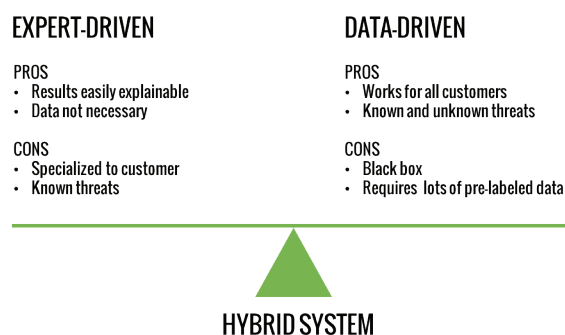 EXPERT-DRIVEN
PROS
• Results easily explainable
• Data not necessary
CONS
• Specialized to customer
• Known threats
DATA-DRIVEN
PROS
• Works for all customers
• Known and unknown threats
CONS
• Black box
• Requires lots of pre-labeled data
HYBRID SYSTEM